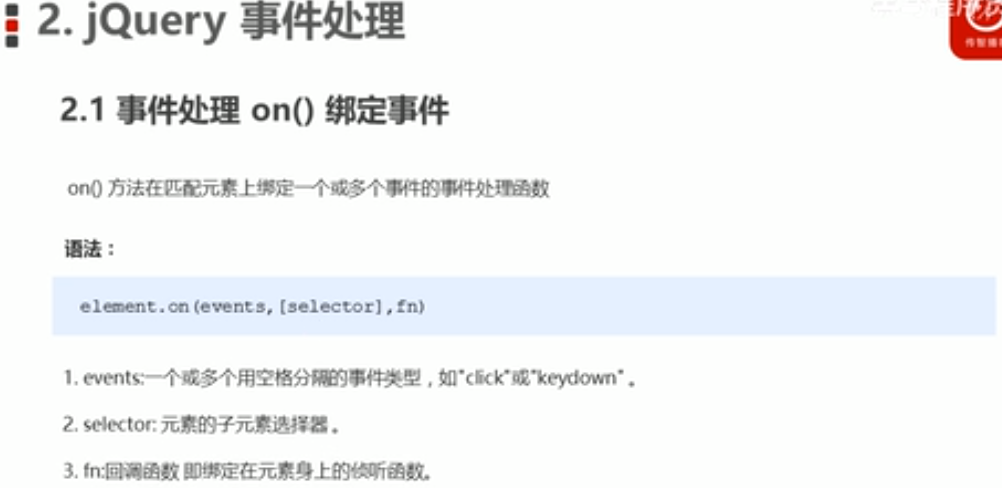 2. jQuery 事件处理
2.1 事件处理 on() 绑定事件
on() 方法在匹配元素上绑定一个或多个事件的事件处理函数
语法：
element.on(events,[selector],fn)
1. events:一个或多个用空格分隔的事件类型，如"click"或"keydown" 。
2. selector: 元素的子元素选择器 。
3. fn:回调函数 即绑定在元素身上的侦听函数。